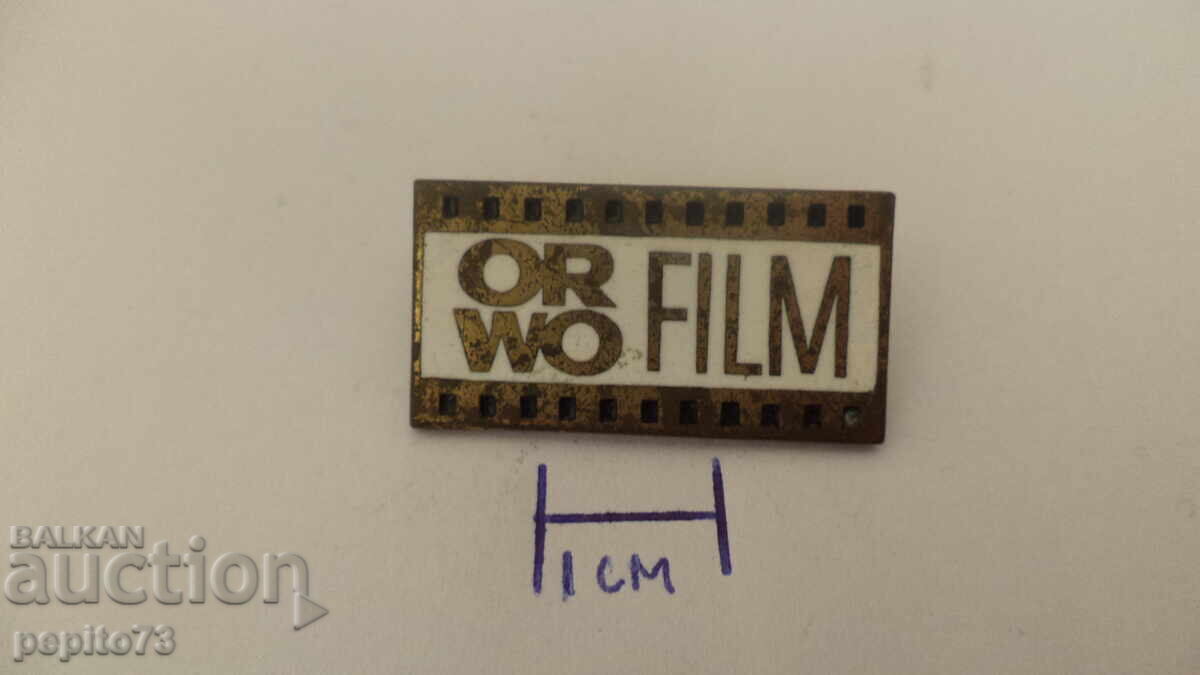 OR
WO FILM
1 CM
BALKAN
auction
pepito73